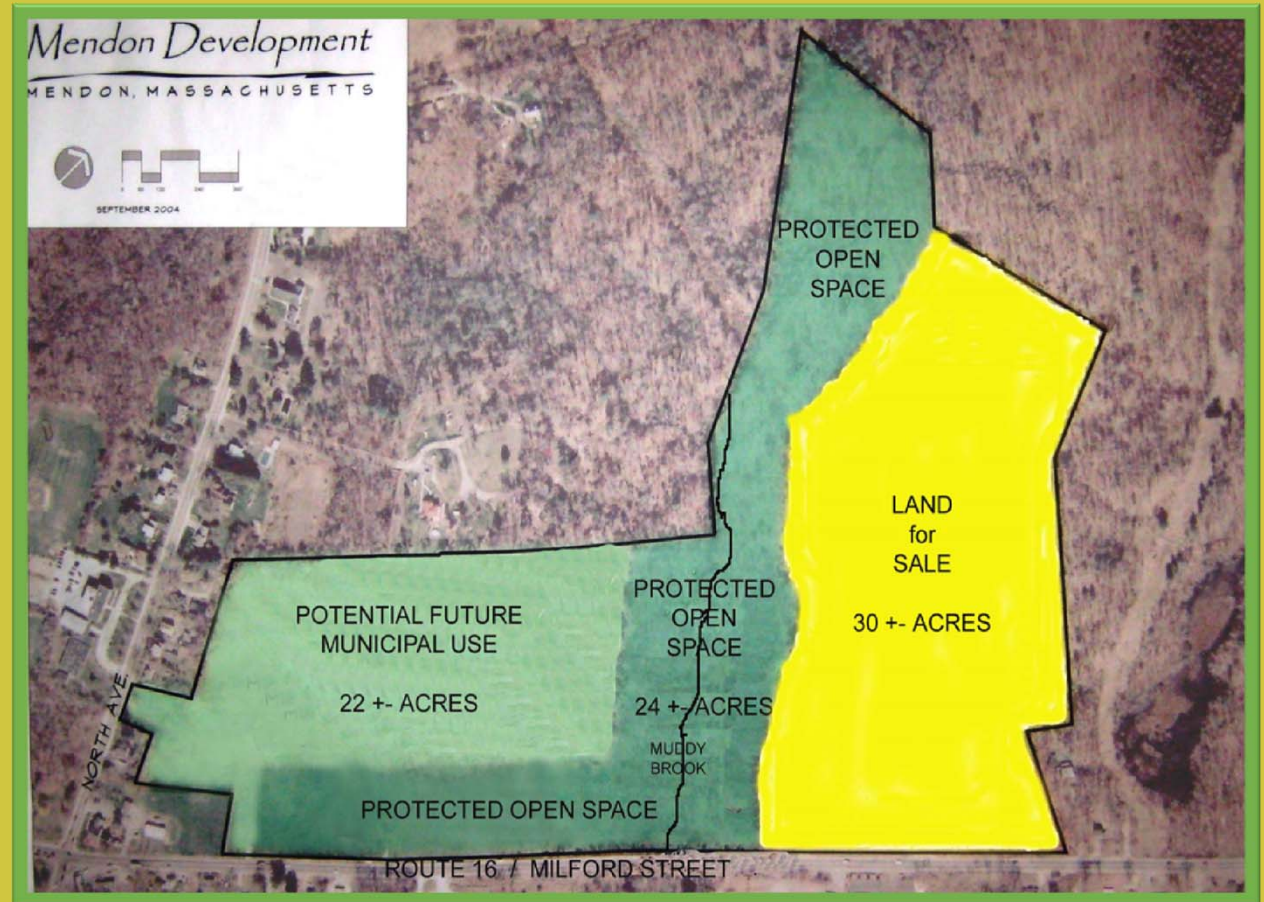 Mendon Development
MENDON, MASSACHUSETTS
SEPTEMBER 2004
PROTECTED
OPEN
SPACE
LAND
for
SALE
30 +- ACRES
POTENTIAL FUTURE
MUNICIPAL USE
22 +- ACRES
PROTECTED
OPEN
SPACE
24 +- ACRES
MUDDY
BROOK
NORTH AVE
PROTECTED OPEN SPACE
ROUTE 16 / MILFORD STREET